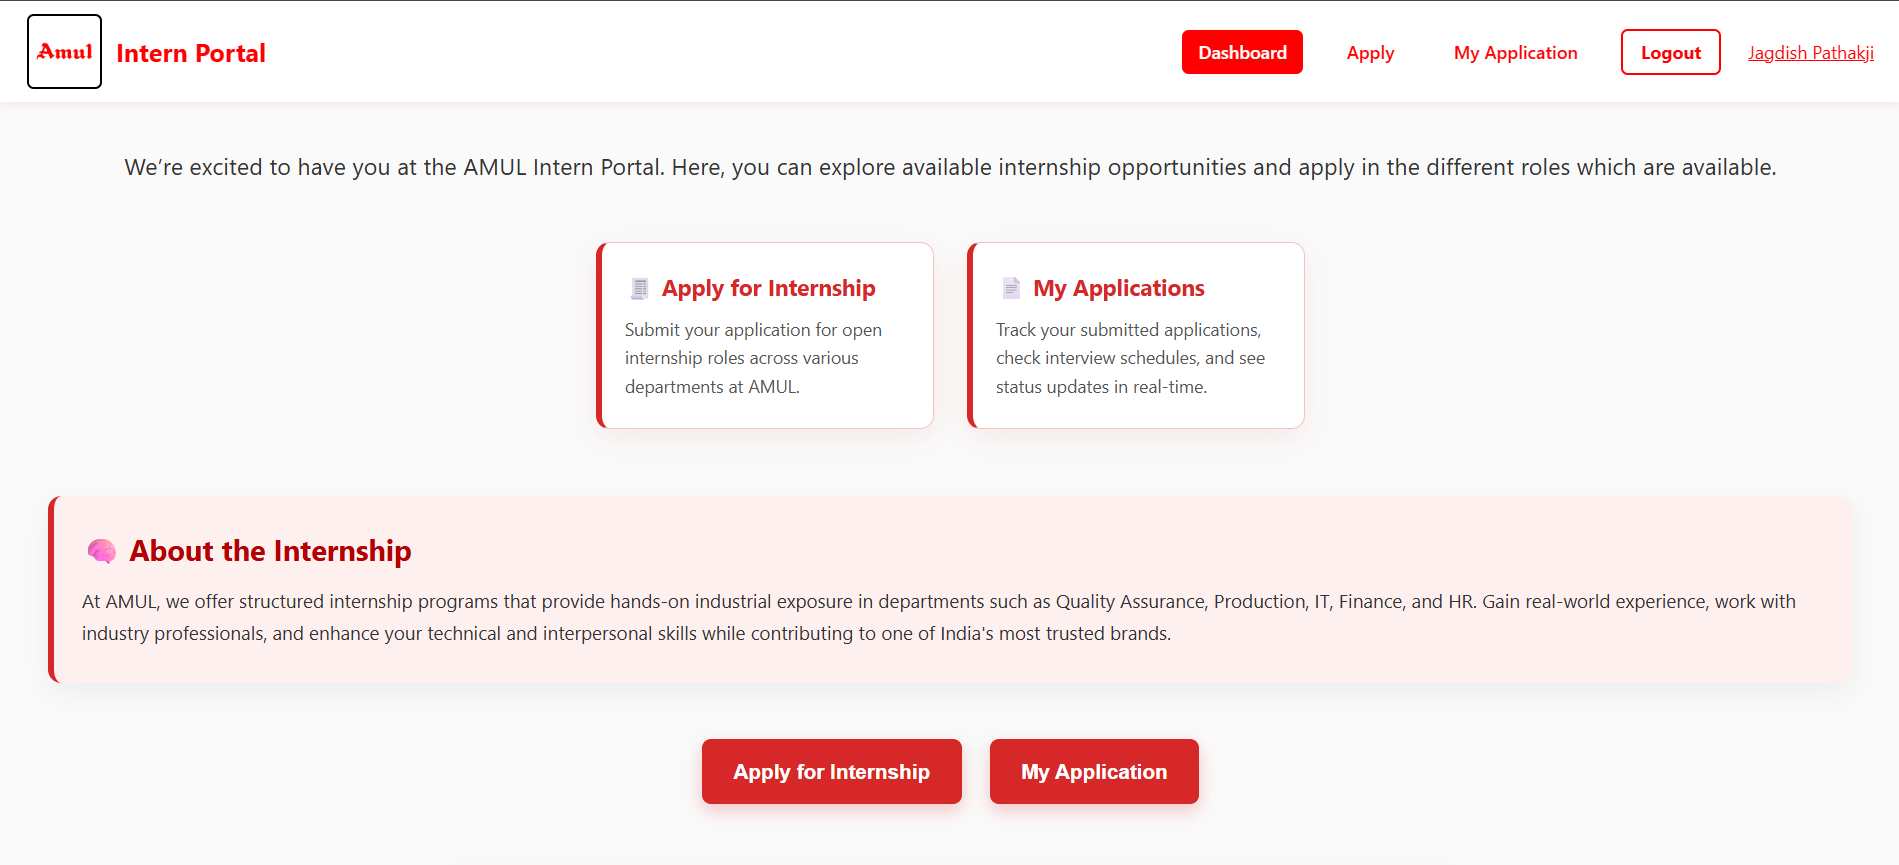 Amul
Intern Portal
Dashboard
Apply
My Application
Logout
Jagdish Pathakji
We’re excited to have you at the AMUL Intern Portal. Here, you can explore available internship opportunities and apply in the different roles which are available.
Apply for Internship
Submit your application for open
internship roles across various
departments at AMUL.
My Applications
Track your submitted applications,
check interview schedules, and see
status updates in real-time.
About the Internship
At AMUL, we offer structured internship programs that provide hands-on industrial exposure in departments such as Quality Assurance, Production, IT, Finance, and HR. Gain real-world experience, work with
industry professionals, and enhance your technical and interpersonal skills while contributing to one of India's most trusted brands.
Apply for Internship
My Application